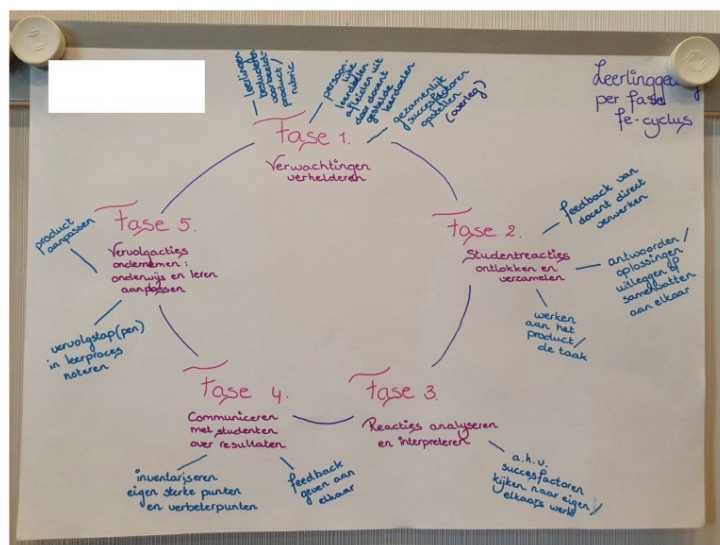 Leerlinggedrag
per fase
fe-cyclus
Fase 1.
Verwachtingen
verhelderen
leerlingen
voorbeeld-
product/
rubric
persoon-
lijke
leerdoelen
afleiden uit
door docent
gestelde
leerdoelen
gezamenlijk
succesfactoren
opstellen
(overleg)
Fase 2.
Studentreacties
ontlokken en
verzamelen
feedback van
docent direct
verwerken
antwoorden/
oplossingen
uitleggen of
samenvatten
aan elkaar
werken
aan het
product/
de taak
Fase 3.
Reacties analyseren
en interpreteren
a.h.v.
succesfactoren
kijken naar eigen/
elkaars werk
Fase 4.
Communiceren
met studenten
over resultaten
feedback
geven aan
elkaar
inventariseren
eigen sterke punten
en verbeterpunten
Fase 5.
Vervolgacties
ondernemen:
onderwijs en leren
aanpassen
product
aanpassen
vervolgstap(pen)
in leerproces
noteren